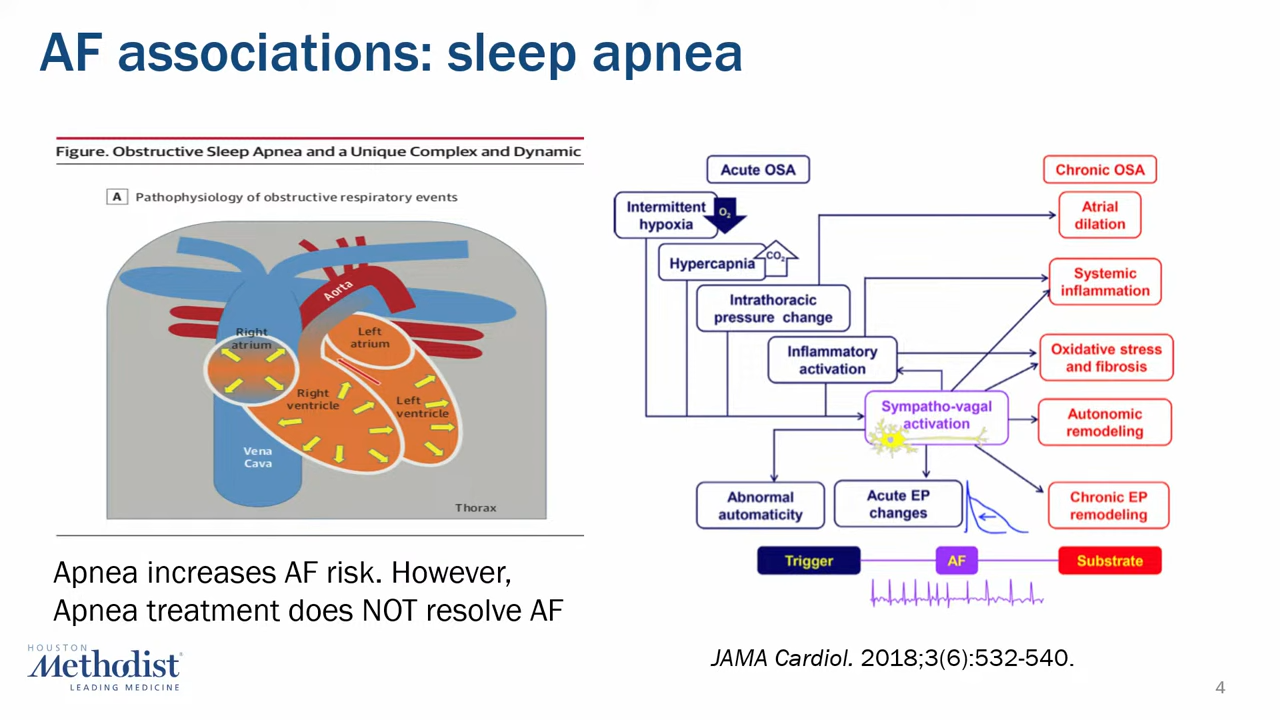 AF associations: sleep apnea
Figure. Obstructive Sleep Apnea and a Unique Complex and Dynamic
A Pathophysiology of obstructive respiratory events
Aorta
Right
atrium
Left
atrium
Right
ventricle
Left
ventricle
Vena
Cava
Thorax
Apnea increases AF risk. However,
Apnea treatment does NOT resolve AF
HOUSTON
Methodist
LEADING MEDICINE
Acute OSA
Chronic OSA
Intermittent
hypoxia
O2
Hypercapnia
CO2
Intrathoracic
pressure change
Inflammatory
activation
Sympatho-vagal
activation
Abnormal
automaticity
Acute EP
changes
Atrial
dilation
Systemic
inflammation
Oxidative stress
and fibrosis
Autonomic
remodeling
Chronic EP
remodeling
Trigger
AF
Substrate
JAMA Cardiol. 2018;3(6):532-540.
4